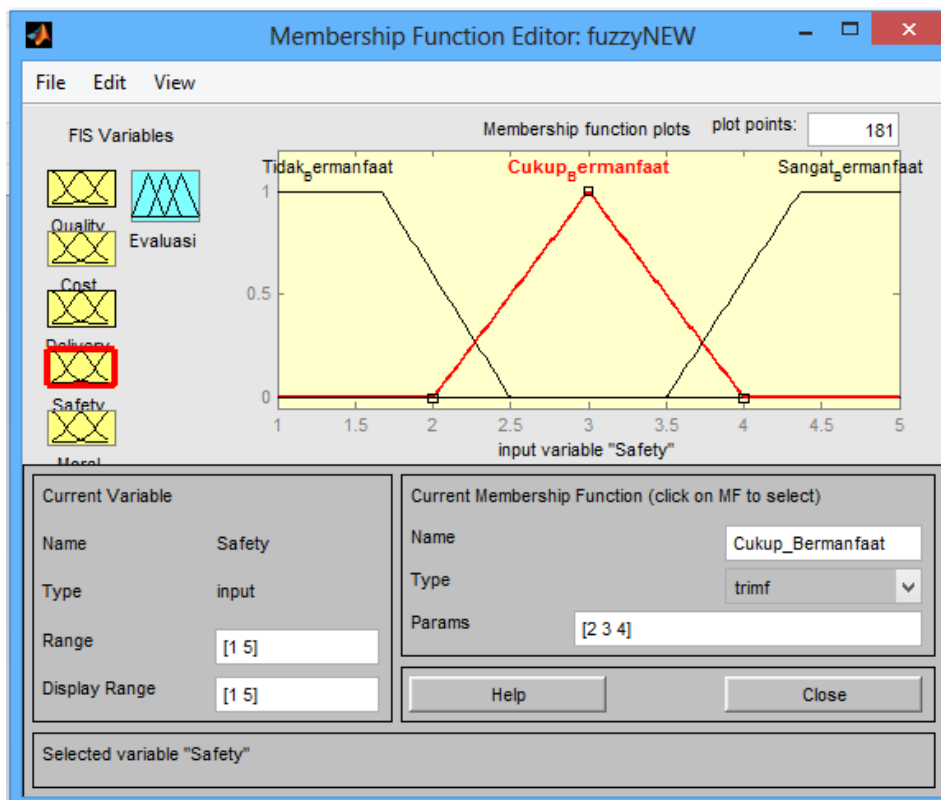 Membership Function Editor: fuzzyNEW
File Edit View
FIS Variables
Quality
Evaluasi
Cost
Delivery
Safety
Moral
Membership function plots
plot points: 181
Tidak_Bermanfaat Cukup_Bermanfaat Sangat_Bermanfaat
1
0.5
0
1 1.5 2 2.5 3 3.5 4 4.5 5
input variable "Safety"
Current Variable
Name Safety
Type input
Range [1 5]
Display Range [1 5]
Current Membership Function (click on MF to select)
Name Cukup_Bermanfaat
Type trimf
Params [2 3 4]
Help Close
Selected variable "Safety"